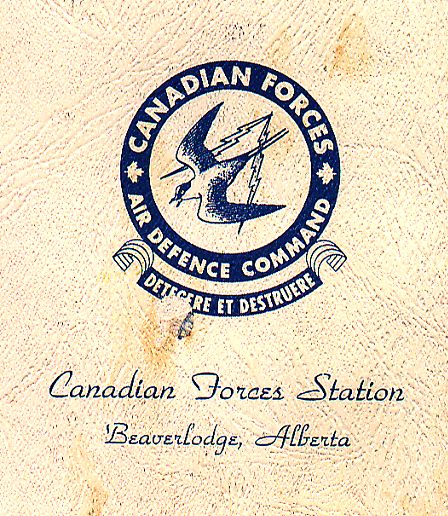 CANADIAN FORCES
AIR DEFENCE COMMAND
DETEGERE ET DESTRUERE
Canadian Forces Station
Beaverlodge, Alberta